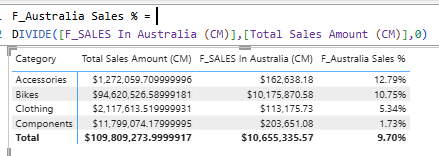 1 F_Australia Sales % =
2 DIVIDE([F_SALES In Australia (CM)],[Total Sales Amount (CM)],0)
Category Total Sales Amount (CM) F_SALES In Australia (CM) F_Australia Sales %
Accessories $1,272,059.709999996 $162,638.18 12.79%
Bikes $94,620,526.58999181 $10,175,870.58 10.75%
Clothing $2,117,613.519999931 $113,175.73 5.34%
Components $11,799,074.17999995 $203,651.08 1.73%
Total $109,809,273.9999917 $10,655,335.57 9.70%